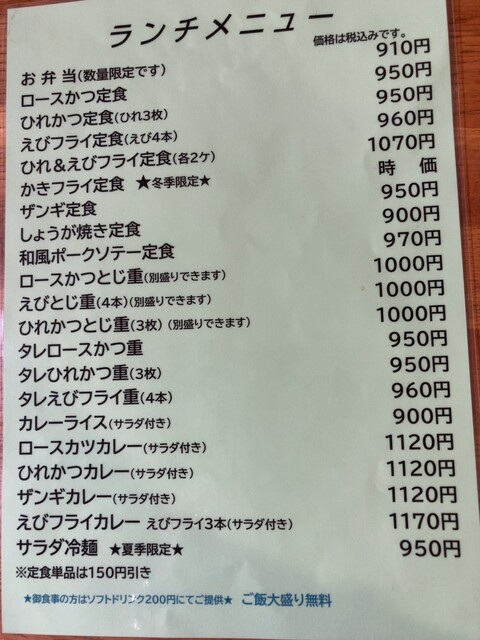 ランチメニュー
価格は税込みです。
お弁当(数量限定です) 910円
ロースかつ定食 950円
ひれかつ定食(ひれ3枚) 950円
えびフライ定食(えび4本) 960円
ひれ&えびフライ定食(各2ケ) 1070円
かきフライ定食 ★冬季限定★ 時 価
ザンギ定食 950円
しょうが焼き定食 900円
和風ポークソテー定食 970円
ロースかつとじ重(別盛りできます) 1000円
えびとじ重(4本)(別盛りできます) 1000円
ひれかつとじ重(3枚)(別盛りできます) 1000円
タレロースかつ重 950円
タレひれかつ重(3枚) 950円
タレえびフライ重(4本) 960円
カレーライス(サラダ付き) 900円
ロースカツカレー(サラダ付き) 1120円
ひれかつカレー(サラダ付き) 1120円
ザンギカレー(サラダ付き) 1120円
えびフライカレー えびフライ3本(サラダ付き) 1170円
サラダ冷麺 ★夏季限定★ 950円
※定食単品は150円引き
★御食事の方はソフトドリンク200円にてご提供★ ご飯大盛り無料